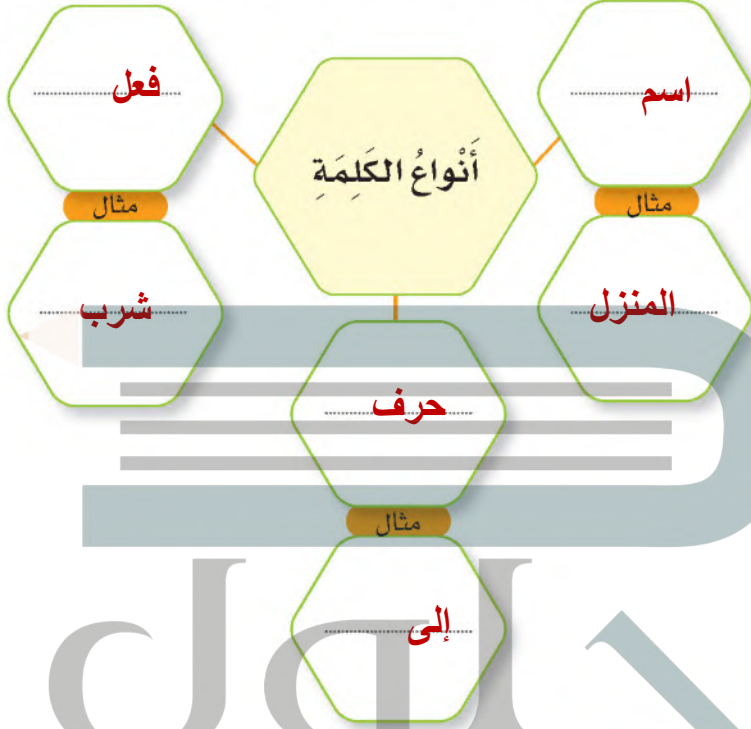 أَنْواعُ الكَلِمَةِ
اسم
مثال
المنزل
فعل
مثال
شرب
حرف
مثال
إلى